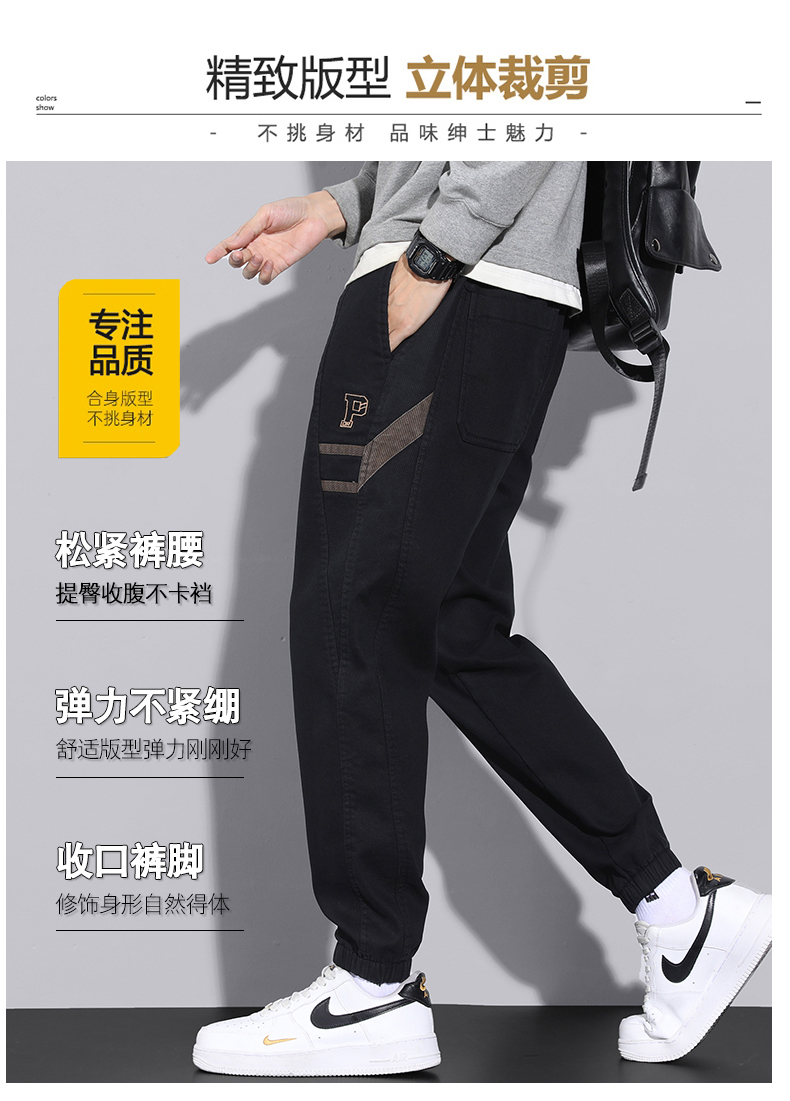 精致版型 立体裁剪
colors
show
- 不挑身材 品味绅士魅力 -
专注
品质
合身版型
不挑身材
P
松紧裤腰
提臀收腹不卡裆
弹力不紧绷
舒适版型弹力刚刚好
收口裤脚
修饰身形自然得体